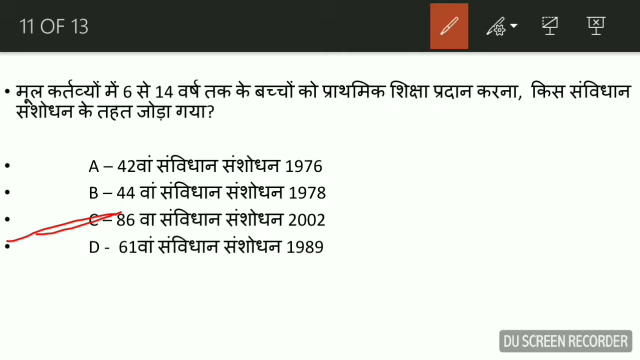 11 OF 13
• मूल कर्तव्यों में 6 से 14 वर्ष तक के बच्चों को प्राथमिक शिक्षा प्रदान करना, किस संविधान
संशोधन के तहत जोड़ा गया?
• A – 42वां संविधान संशोधन 1976
• B – 44 वां संविधान संशोधन 1978
• C – 86 वा संविधान संशोधन 2002
• D - 61वां संविधान संशोधन 1989
DU SCREEN RECORDER